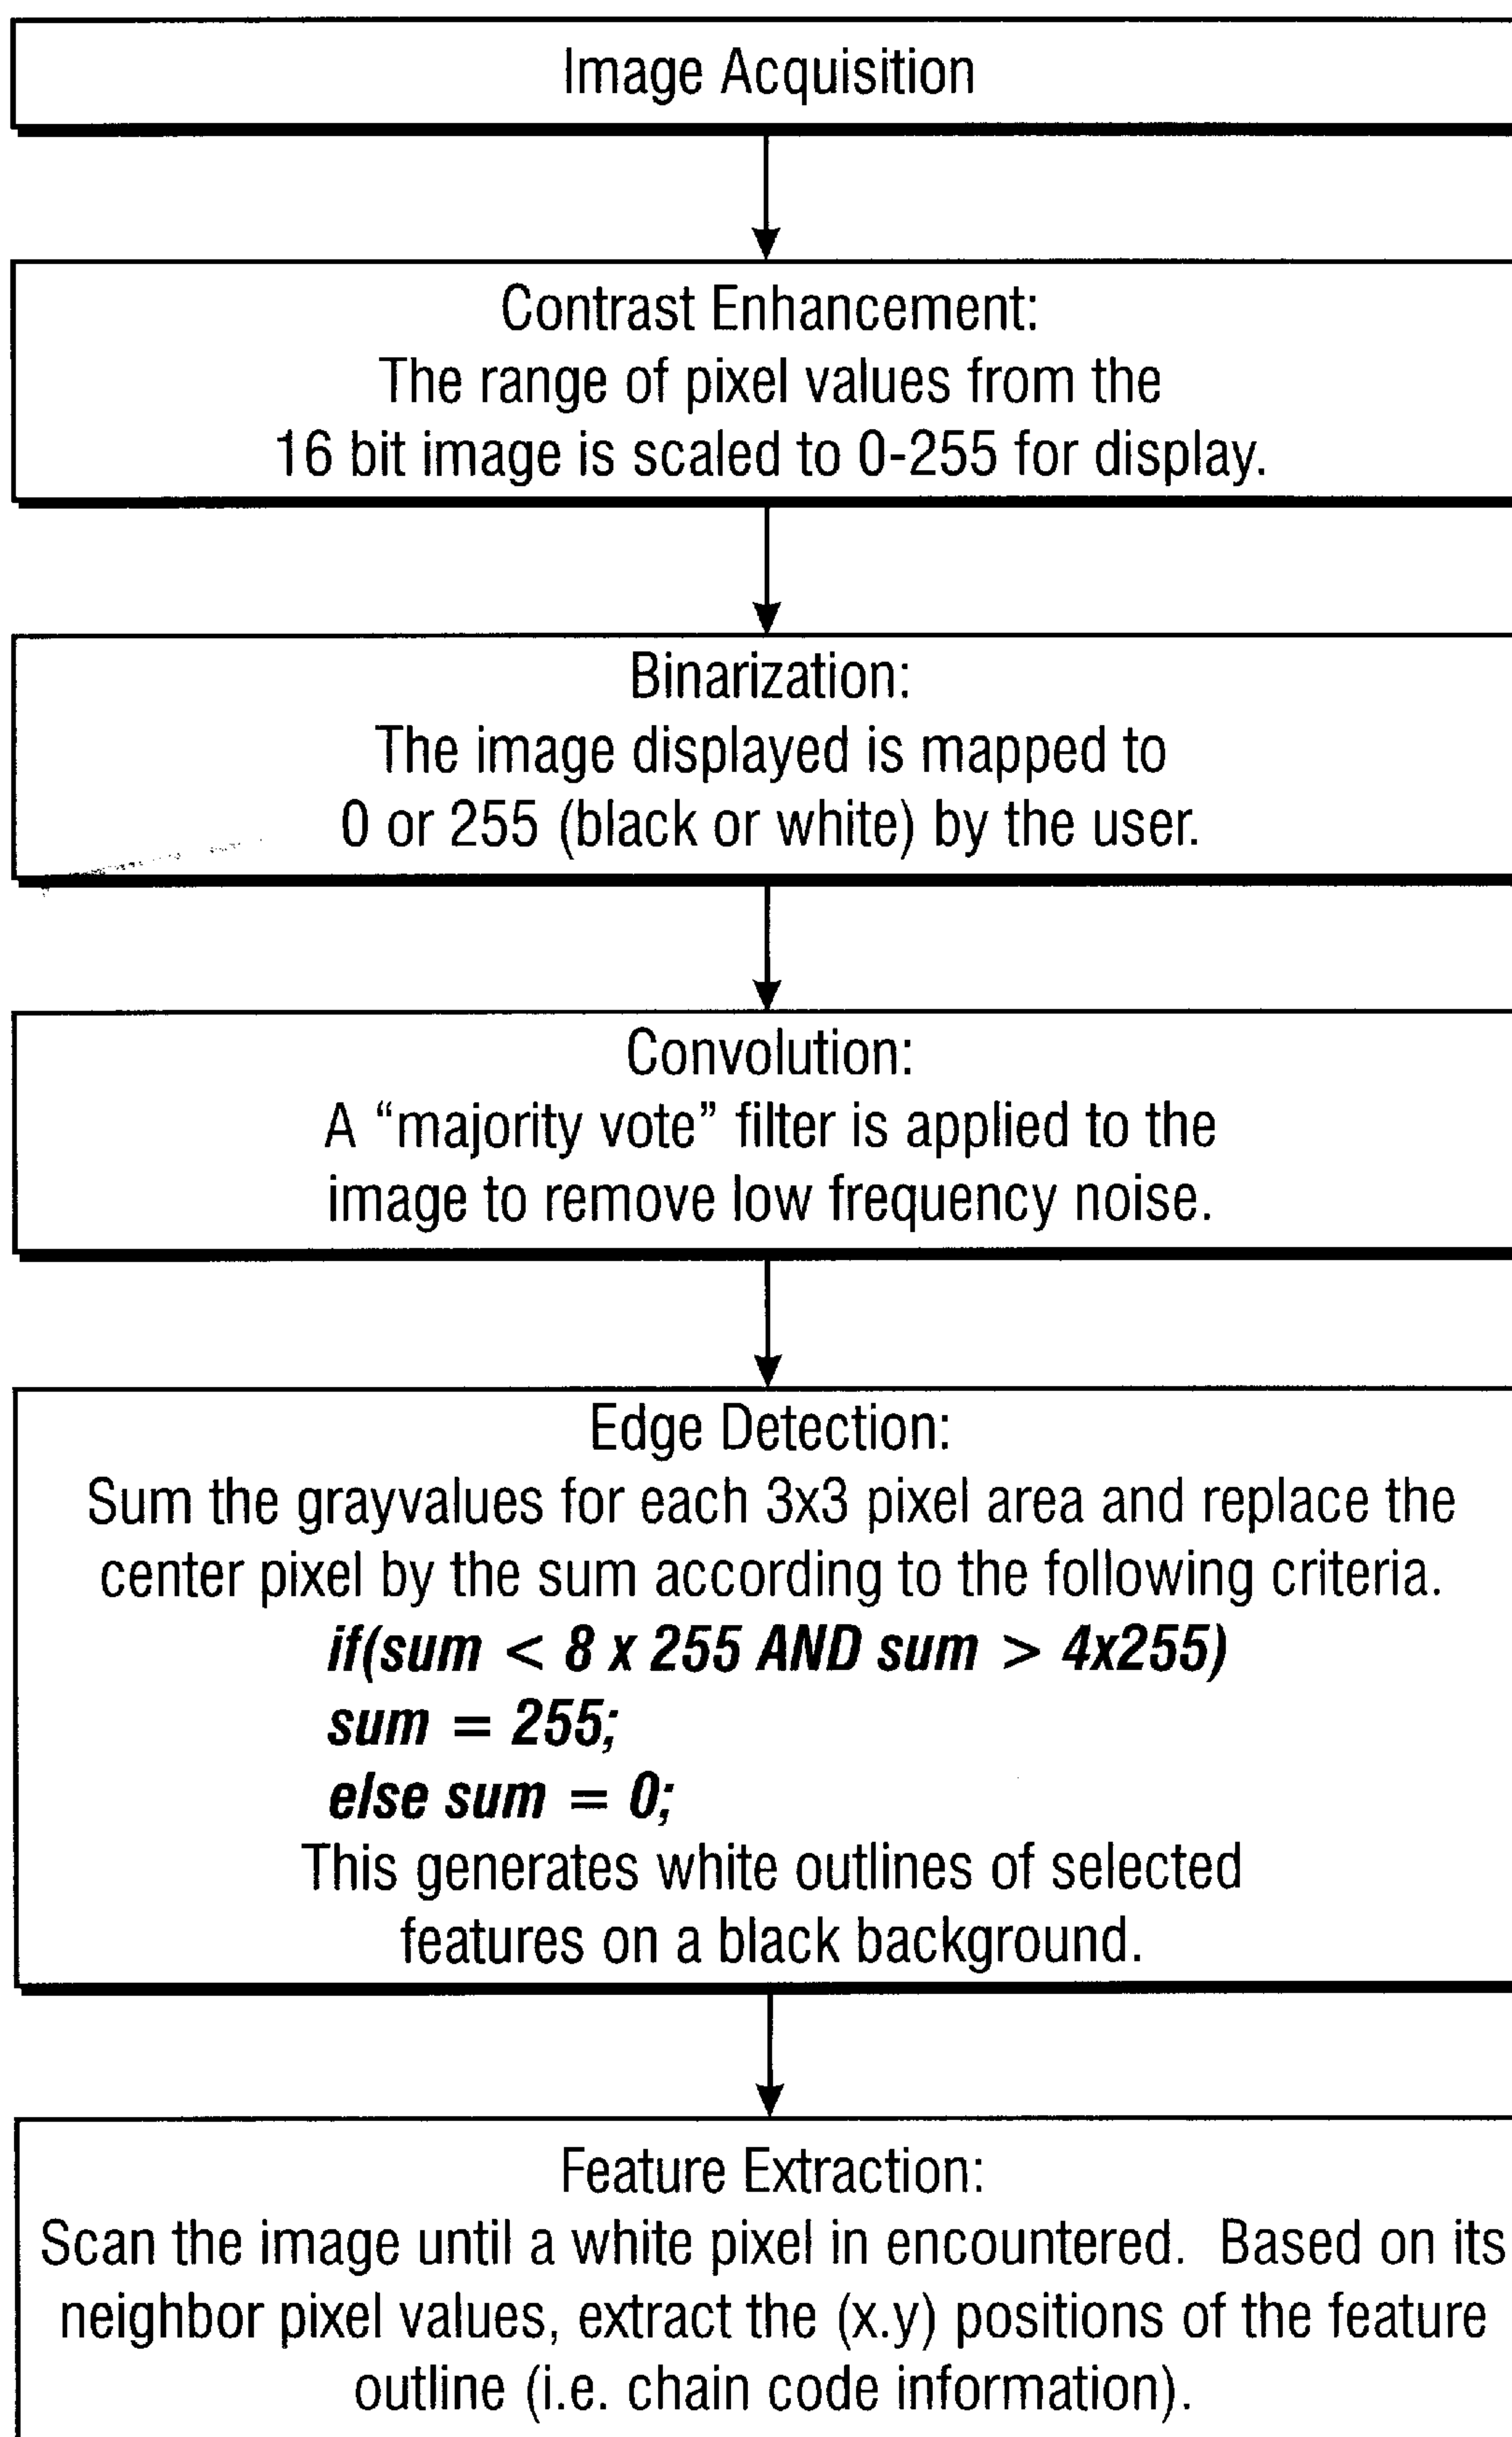 Image Acquisition
Contrast Enhancement:
The range of pixel values from the
16 bit image is scaled to 0-255 for display.
Binarization:
The image displayed is mapped to
0 or 255 (black or white) by the user.
Convolution:
A “majority vote” filter is applied to the
image to remove low frequency noise.
Edge Detection:
Sum the grayvalues for each 3x3 pixel area and replace the
center pixel by the sum according to the following criteria.
if(sum < 8 x 255 AND sum > 4x255)
sum = 255;
else sum = 0;
This generates white outlines of selected
features on a black background.
Feature Extraction:
Scan the image until a white pixel in encountered. Based on its
neighbor pixel values, extract the (x.y) positions of the feature
outline (i.e. chain code information).